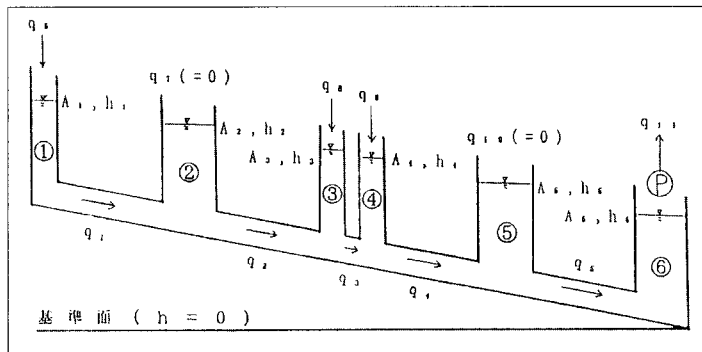 q₆
q₇ (=0)
q₈
q₉
q₁₀ (=0)
q₁₁
A₁, h₁
A₂, h₂
A₃, h₃
A₄, h₄
A₅, h₅
A₆, h₆
Ⓟ
①
②
③
④
⑤
⑥
q₁
q₂
q₃
q₄
q₅
基準面 (h=0)